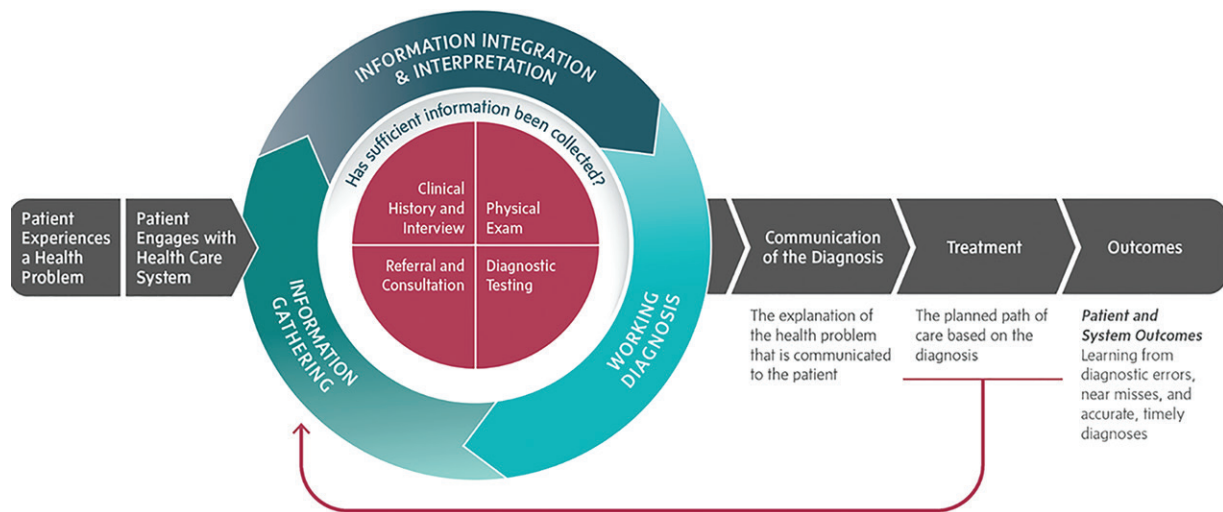 INFORMATION INTEGRATION
& INTERPRETATION
Has sufficient information been collected?
Clinical
History and
Interview
Physical
Exam
Referral and
Consultation
Diagnostic
Testing
INFORMATION
GATHERING
WORKING
DIAGNOSIS
Patient
Experiences
a Health
Problem
Patient
Engages with
Health Care
System
Communication
of the Diagnosis
Treatment
Outcomes
The explanation of
the health problem
that is communicated
to the patient
The planned path of
care based on the
diagnosis
Patient and
System Outcomes
Learning from
diagnostic errors,
near misses, and
accurate, timely
diagnoses